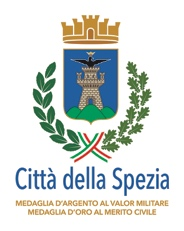 Città della Spezia
MEDAGLIA D'ARGENTO AL VALOR MILITARE
MEDAGLIA D'ORO AL MERITO CIVILE